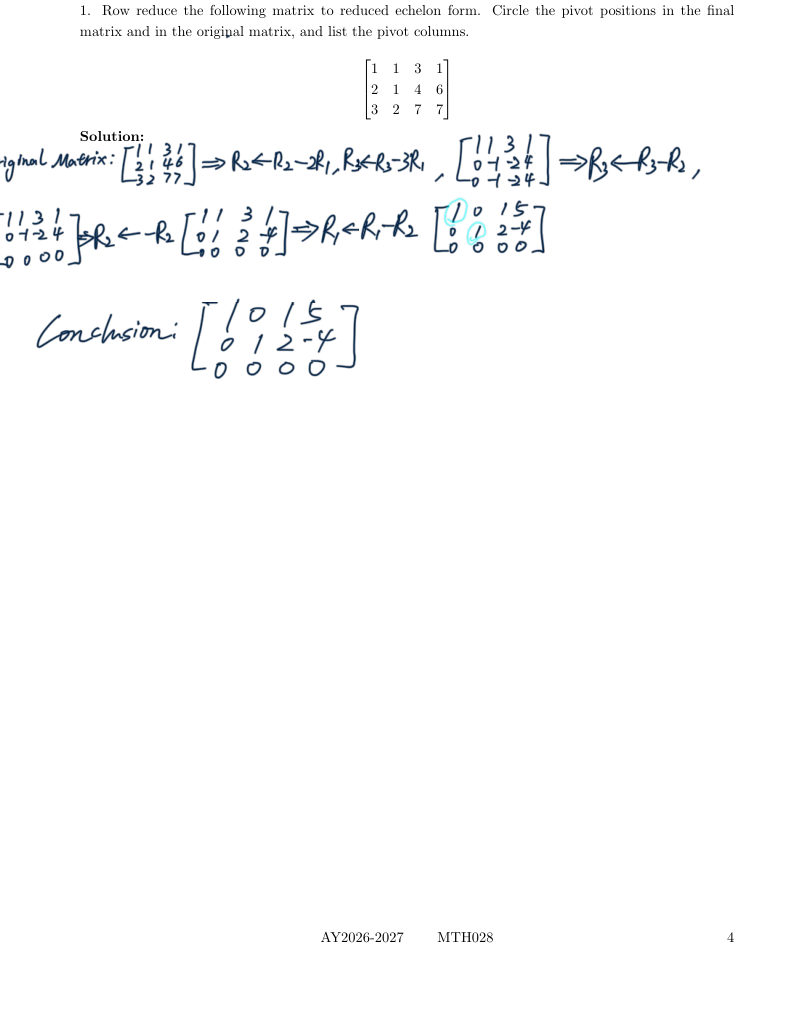 1. Row reduce the following matrix to reduced echelon form. Circle the pivot positions in the final
matrix and in the original matrix, and list the pivot columns.
1 1 3 1
2 1 4 6
3 2 7 7
Solution:
iginal Matrix: [1 1 3 1; 2 1 4 6; 3 2 7 7] ⇒ R₂←R₂-2R₁, R₃←R₃-3R₁, [1 1 3 1; 0 -1 -2 4; 0 -1 -2 4] ⇒ R₃←R₃-R₂,
1 1 3 1; 0 -1 -2 4; 0 0 0 0] ⇒ R₂←-R₂ [1 1 3 1; 0 1 2 -4; 0 0 0 0] ⇒ R₁←R₁-R₂ [1 0 1 5; 0 1 2 -4; 0 0 0 0]
Conclusion: [1 0 1 5; 0 1 2 -4; 0 0 0 0]
AY2026-2027 MTH028 4